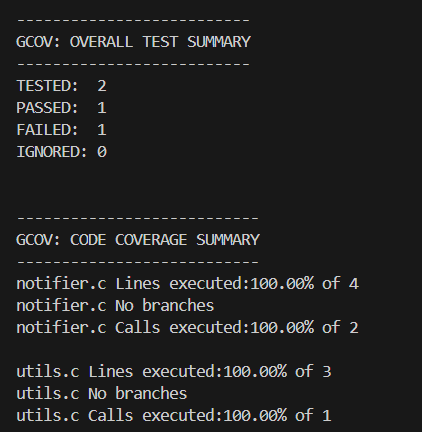 --------------------------
GCOV: OVERALL TEST SUMMARY
--------------------------
TESTED:  2
PASSED:  1
FAILED:  1
IGNORED: 0
---------------------------
GCOV: CODE COVERAGE SUMMARY
---------------------------
notifier.c Lines executed:100.00% of 4
notifier.c No branches
notifier.c Calls executed:100.00% of 2
utils.c Lines executed:100.00% of 3
utils.c No branches
utils.c Calls executed:100.00% of 1